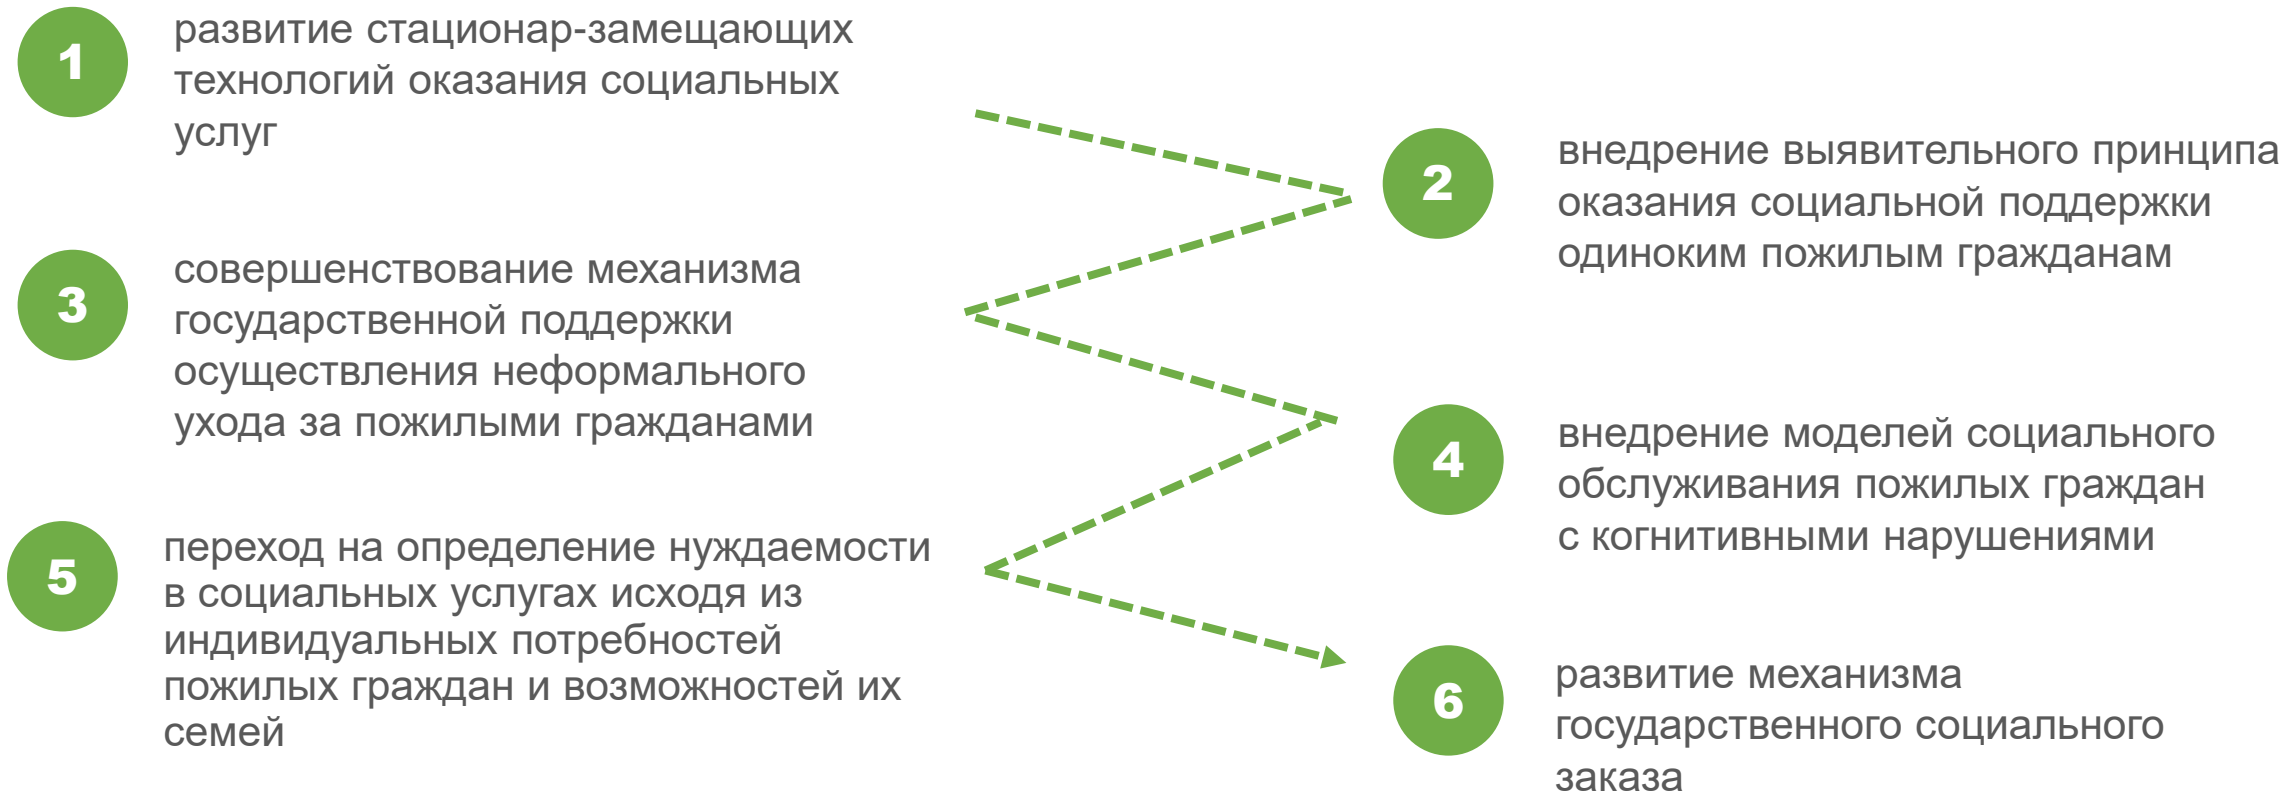 1
развитие стационар-замещающих
технологий оказания социальных
услуг
2
внедрение выявительного принципа
оказания социальной поддержки
одиноким пожилым гражданам
3
совершенствование механизма
государственной поддержки
осуществления неформального
ухода за пожилыми гражданами
4
внедрение моделей социального
обслуживания пожилых граждан
с когнитивными нарушениями
5
переход на определение нуждаемости
в социальных услугах исходя из
индивидуальных потребностей
пожилых граждан и возможностей их
семей
6
развитие механизма
государственного социального
заказа